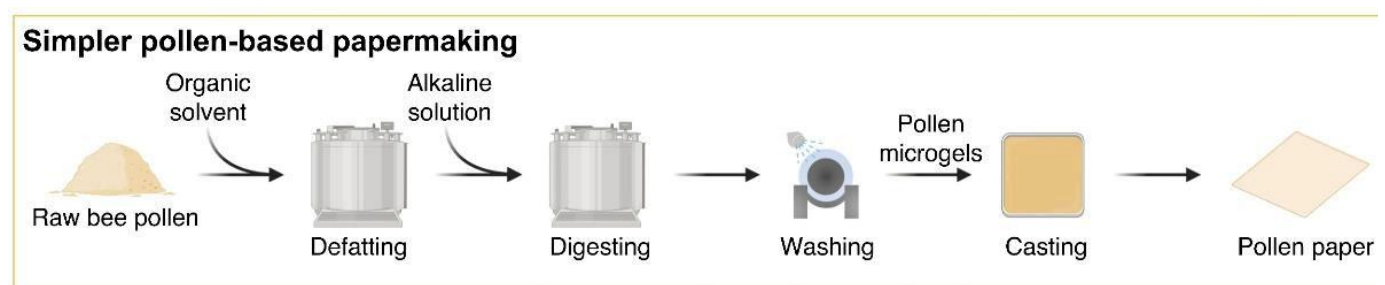 Simpler pollen-based papermaking
Organic
solvent
Alkaline
solution
Pollen
microgels
Raw bee pollen
Defatting
Digesting
Washing
Casting
Pollen paper